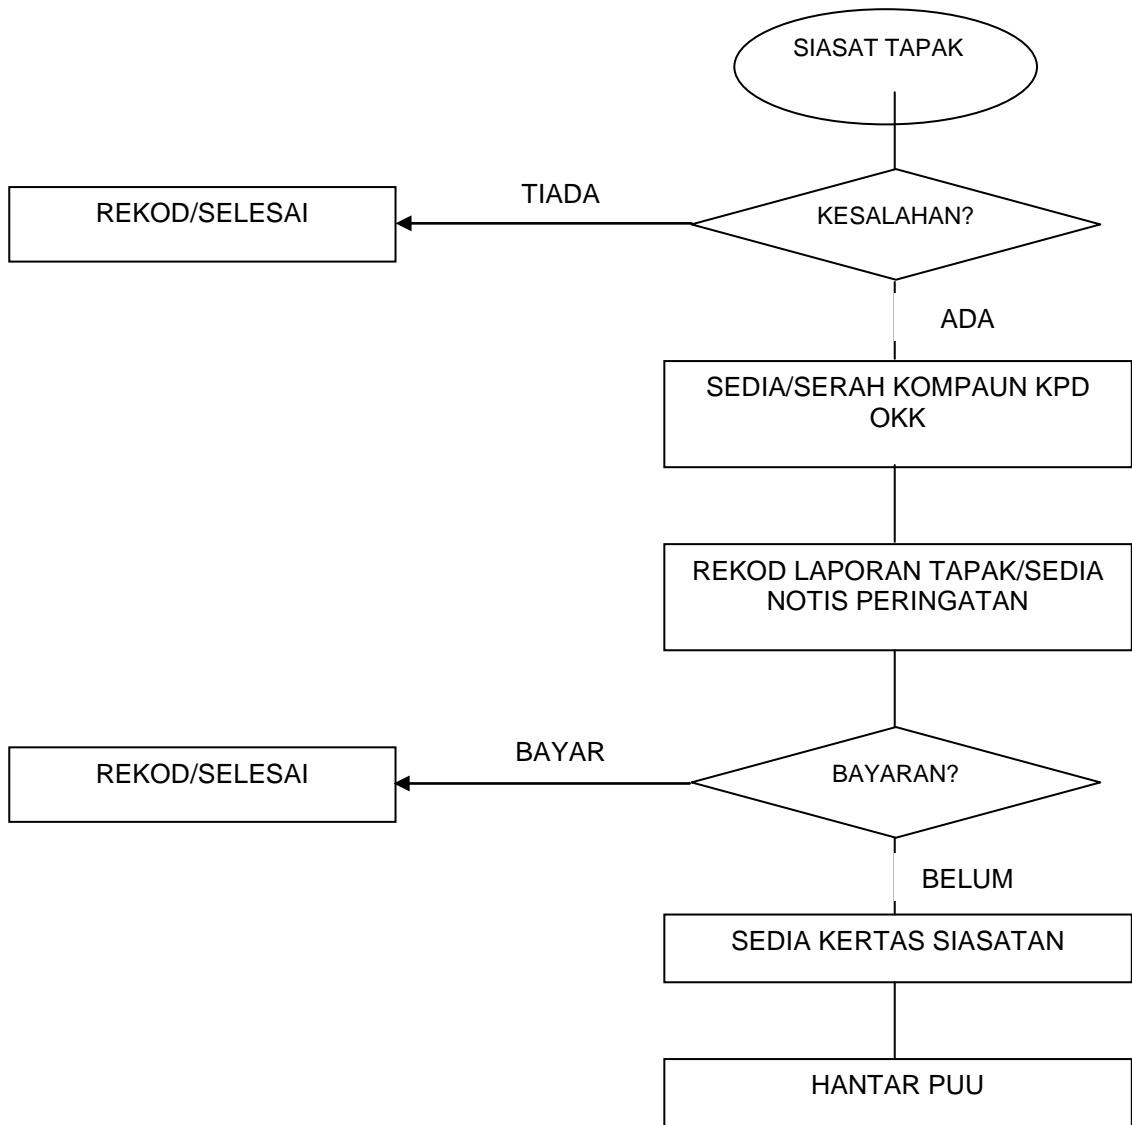 SIASAT TAPAK
TIADA
REKOD/SELESAI
KESALAHAN?
ADA
SEDIA/SERAH KOMPAUN KPD
OKK
REKOD LAPORAN TAPAK/SEDIA
NOTIS PERINGATAN
BAYAR
REKOD/SELESAI
BAYARAN?
BELUM
SEDIA KERTAS SIASATAN
HANTAR PUU